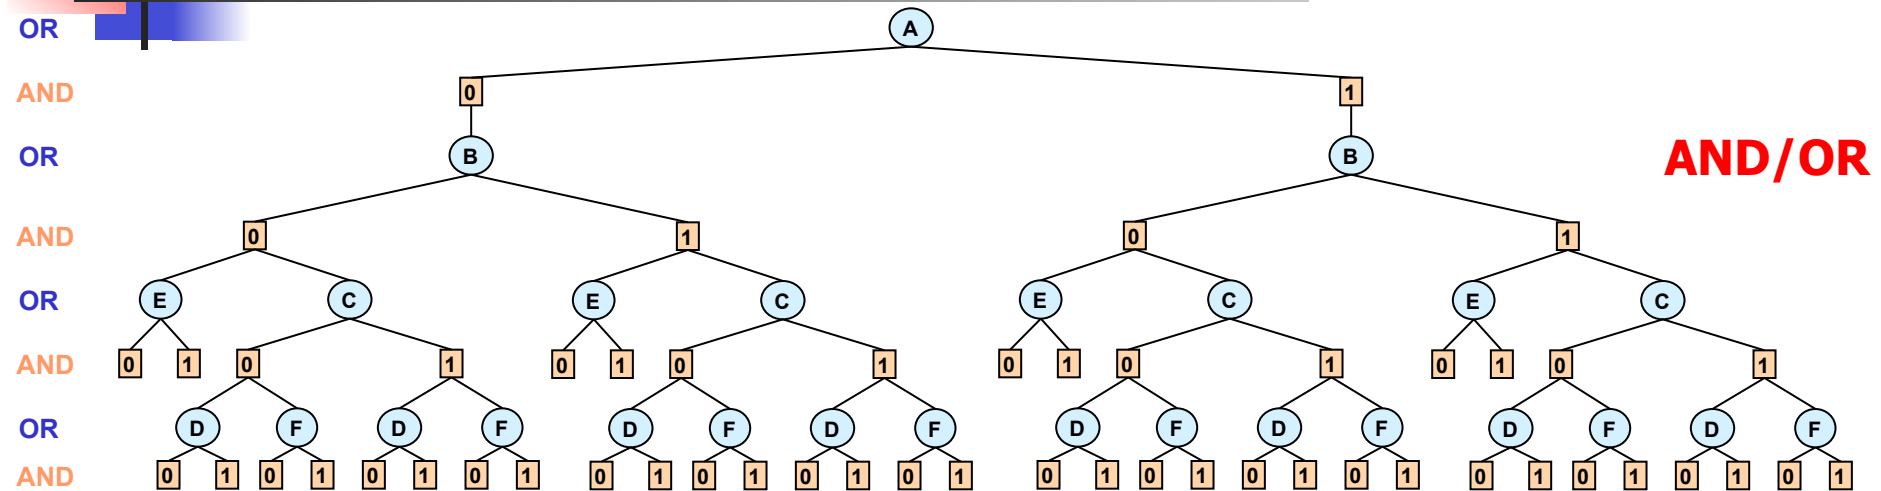 OR A
AND 0 1
OR B B AND/OR
AND 0 1 0 1
OR E C E C E C E C
AND 0 1 0 1 0 1 0 1 0 1 0 1 0 1 0 1
OR D F D F D F D F D F D F D F D F
AND 0 1 0 1 0 1 0 1 0 1 0 1 0 1 0 1 0 1 0 1 0 1 0 1 0 1 0 1 0 1 0 1